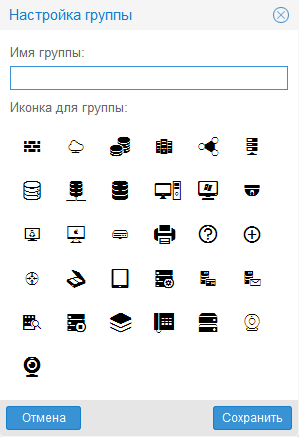 Настройка группы
Имя группы:
Иконка для группы:
Отмена
Сохранить